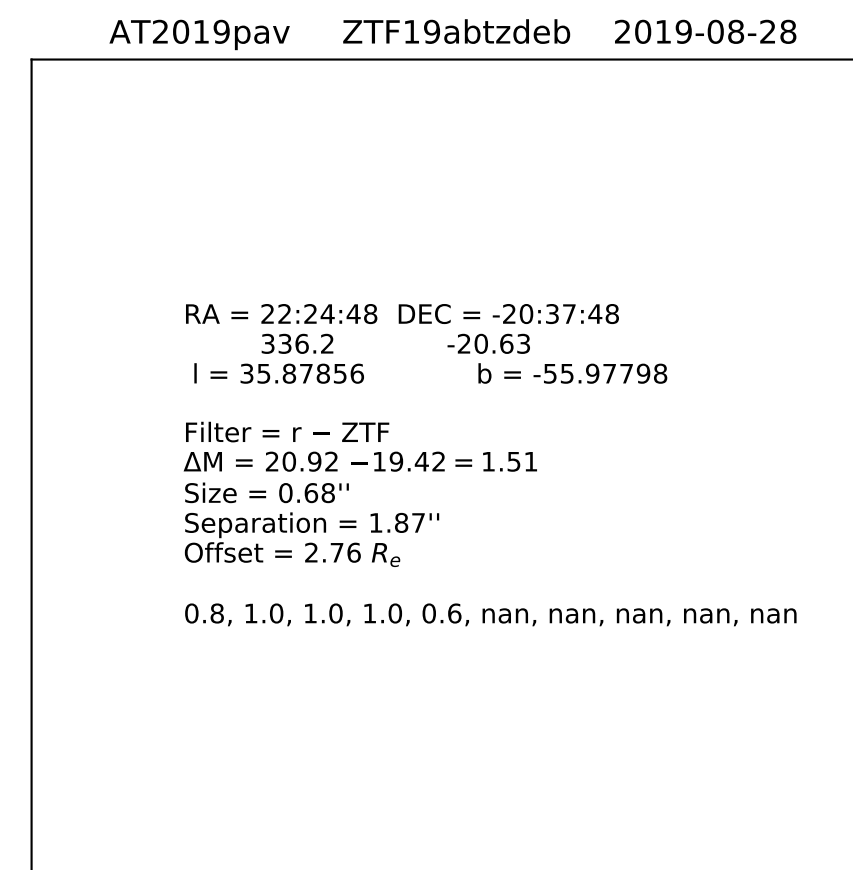 AT2019pav ZTF19abtzdeb 2019-08-28
RA = 22:24:48 DEC = -20:37:48
336.2 -20.63
l = 35.87856 b = -55.97798
Filter = r − ZTF
ΔM = 20.92 −19.42 = 1.51
Size = 0.68''
Separation = 1.87''
Offset = 2.76 Rₑ
0.8, 1.0, 1.0, 1.0, 0.6, nan, nan, nan, nan, nan